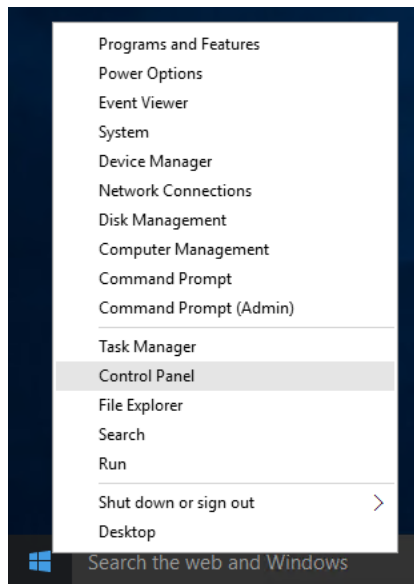 Programs and Features
Power Options
Event Viewer
System
Device Manager
Network Connections
Disk Management
Computer Management
Command Prompt
Command Prompt (Admin)
Task Manager
Control Panel
File Explorer
Search
Run
Shut down or sign out
Desktop
Search the web and Windows